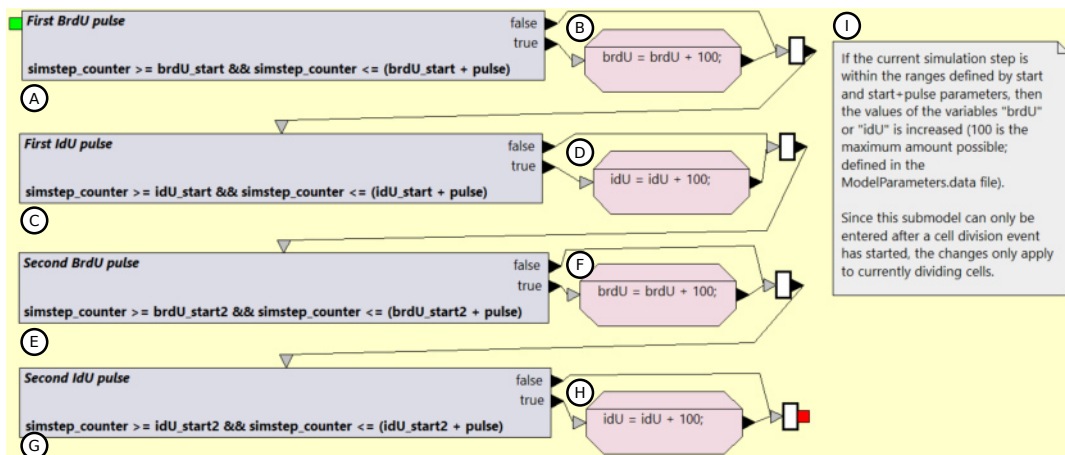 First BrdU pulse
false
true
simstep_counter >= brdU_start && simstep_counter <= (brdU_start + pulse)
A
B
brdU = brdU + 100;
First IdU pulse
false
true
simstep_counter >= idU_start && simstep_counter <= (idU_start + pulse)
C
D
idU = idU + 100;
Second BrdU pulse
false
true
simstep_counter >= brdU_start2 && simstep_counter <= (brdU_start2 + pulse)
E
F
brdU = brdU + 100;
Second IdU pulse
false
true
simstep_counter >= idU_start2 && simstep_counter <= (idU_start2 + pulse)
G
H
idU = idU + 100;
I
If the current simulation step is
within the ranges defined by start
and start+pulse parameters, then
the values of the variables "brdU"
or "idU" is increased (100 is the
maximum amount possible;
defined in the
ModelParameters.data file).
Since this submodel can only be
entered after a cell division event
has started, the changes only apply
to currently dividing cells.